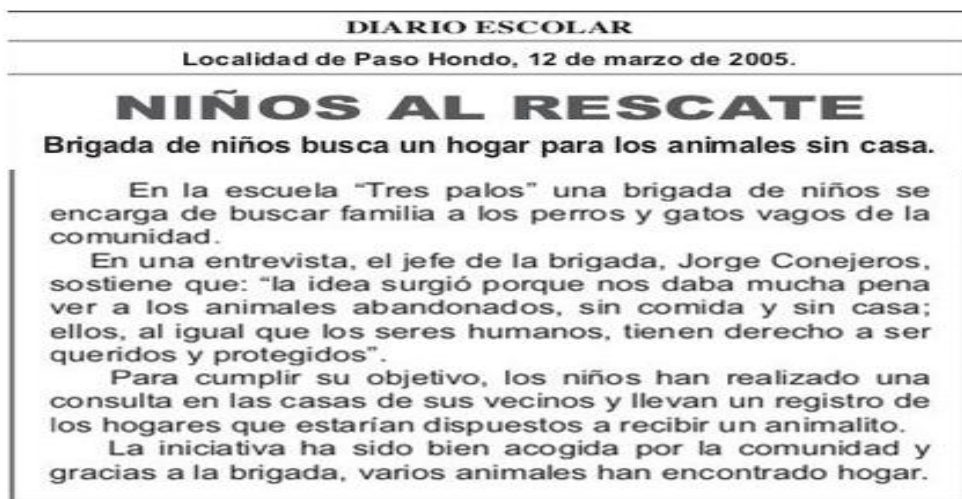 DIARIO ESCOLAR
Localidad de Paso Hondo, 12 de marzo de 2005.
NIÑOS AL RESCATE
Brigada de niños busca un hogar para los animales sin casa.
En la escuela “Tres palos” una brigada de niños se
encarga de buscar familia a los perros y gatos vagos de la
comunidad.
En una entrevista, el jefe de la brigada, Jorge Conejeros,
sostiene que: “la idea surgió porque nos daba mucha pena
ver a los animales abandonados, sin comida y sin casa;
ellos, al igual que los seres humanos, tienen derecho a ser
queridos y protegidos”.
Para cumplir su objetivo, los niños han realizado una
consulta en las casas de sus vecinos y llevan un registro de
los hogares que estarían dispuestos a recibir un animalito.
La iniciativa ha sido bien acogida por la comunidad y
gracias a la brigada, varios animales han encontrado hogar.